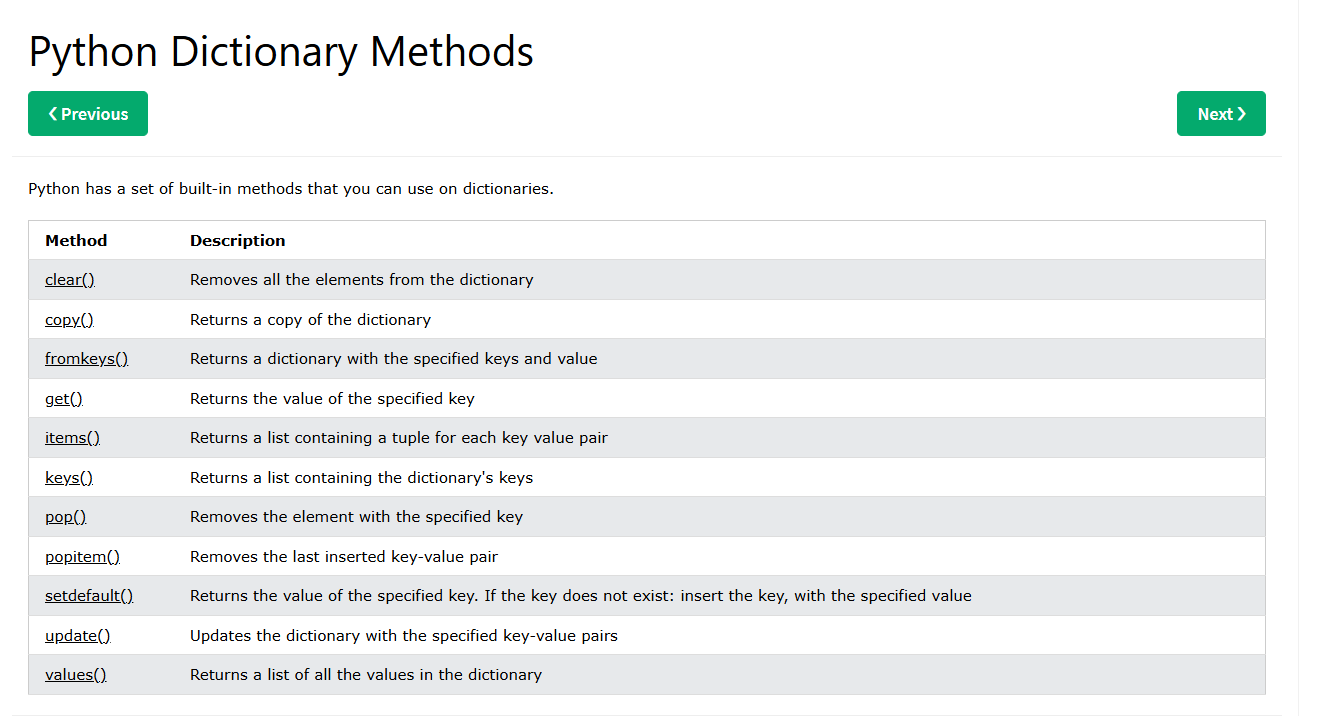 Python Dictionary Methods
❮ Previous
Next ❯
Python has a set of built-in methods that you can use on dictionaries.
Method Description
clear() Removes all the elements from the dictionary
copy() Returns a copy of the dictionary
fromkeys() Returns a dictionary with the specified keys and value
get() Returns the value of the specified key
items() Returns a list containing a tuple for each key value pair
keys() Returns a list containing the dictionary's keys
pop() Removes the element with the specified key
popitem() Removes the last inserted key-value pair
setdefault() Returns the value of the specified key. If the key does not exist: insert the key, with the specified value
update() Updates the dictionary with the specified key-value pairs
values() Returns a list of all the values in the dictionary